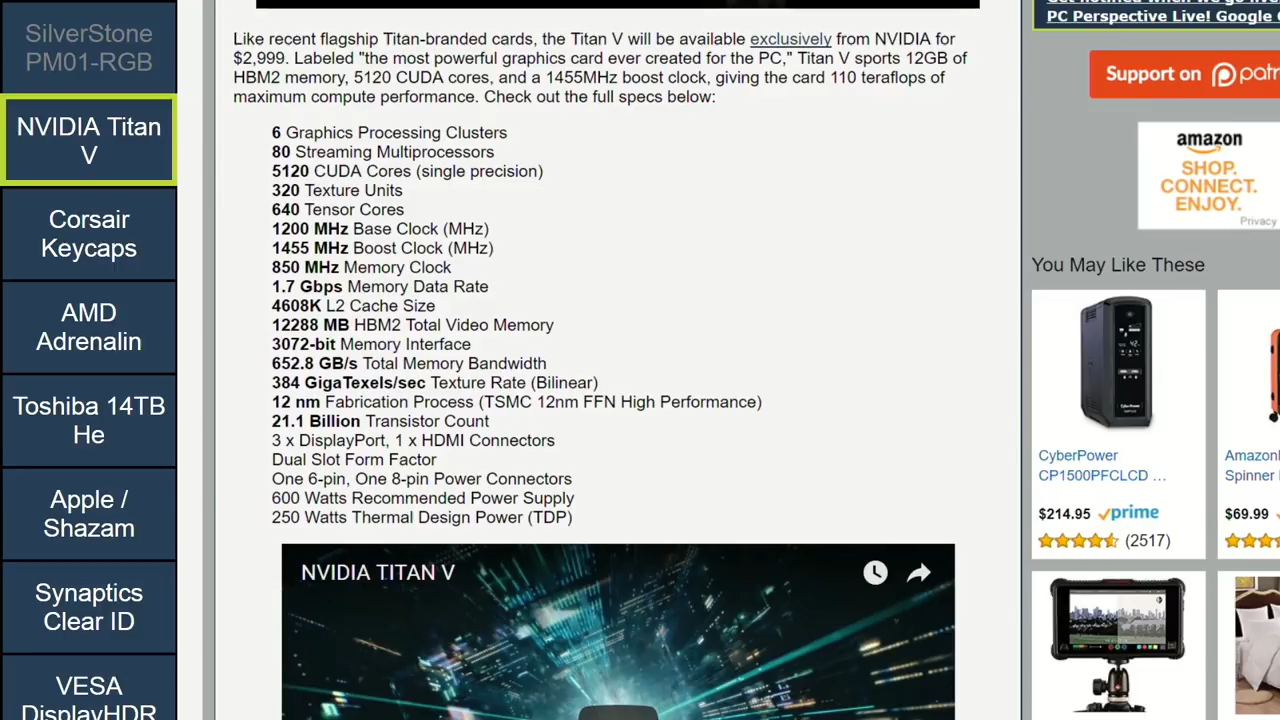 SilverStone
PM01-RGB
NVIDIA Titan
V
Corsair
Keycaps
AMD
Adrenalin
Toshiba 14TB
He
Apple /
Shazam
Synaptics
Clear ID
VESA
DisplayHDR
Like recent flagship Titan-branded cards, the Titan V will be available exclusively from NVIDIA for
$2,999. Labeled "the most powerful graphics card ever created for the PC," Titan V sports 12GB of
HBM2 memory, 5120 CUDA cores, and a 1455MHz boost clock, giving the card 110 teraflops of
maximum compute performance. Check out the full specs below:
6 Graphics Processing Clusters
80 Streaming Multiprocessors
5120 CUDA Cores (single precision)
320 Texture Units
640 Tensor Cores
1200 MHz Base Clock (MHz)
1455 MHz Boost Clock (MHz)
850 MHz Memory Clock
1.7 Gbps Memory Data Rate
4608K L2 Cache Size
12288 MB HBM2 Total Video Memory
3072-bit Memory Interface
652.8 GB/s Total Memory Bandwidth
384 GigaTexels/sec Texture Rate (Bilinear)
12 nm Fabrication Process (TSMC 12nm FFN High Performance)
21.1 Billion Transistor Count
3 x DisplayPort, 1 x HDMI Connectors
Dual Slot Form Factor
One 6-pin, One 8-pin Power Connectors
600 Watts Recommended Power Supply
250 Watts Thermal Design Power (TDP)
NVIDIA TITAN V
Get notified when we go live
PC Perspective Live! Google
Support on patr
amazon
SHOP.
CONNECT.
ENJOY.
Privacy
You May Like These
CyberPower
CP1500PFCLCD …
$214.95 prime
(2517)
Amazon
Spinner
$69.99